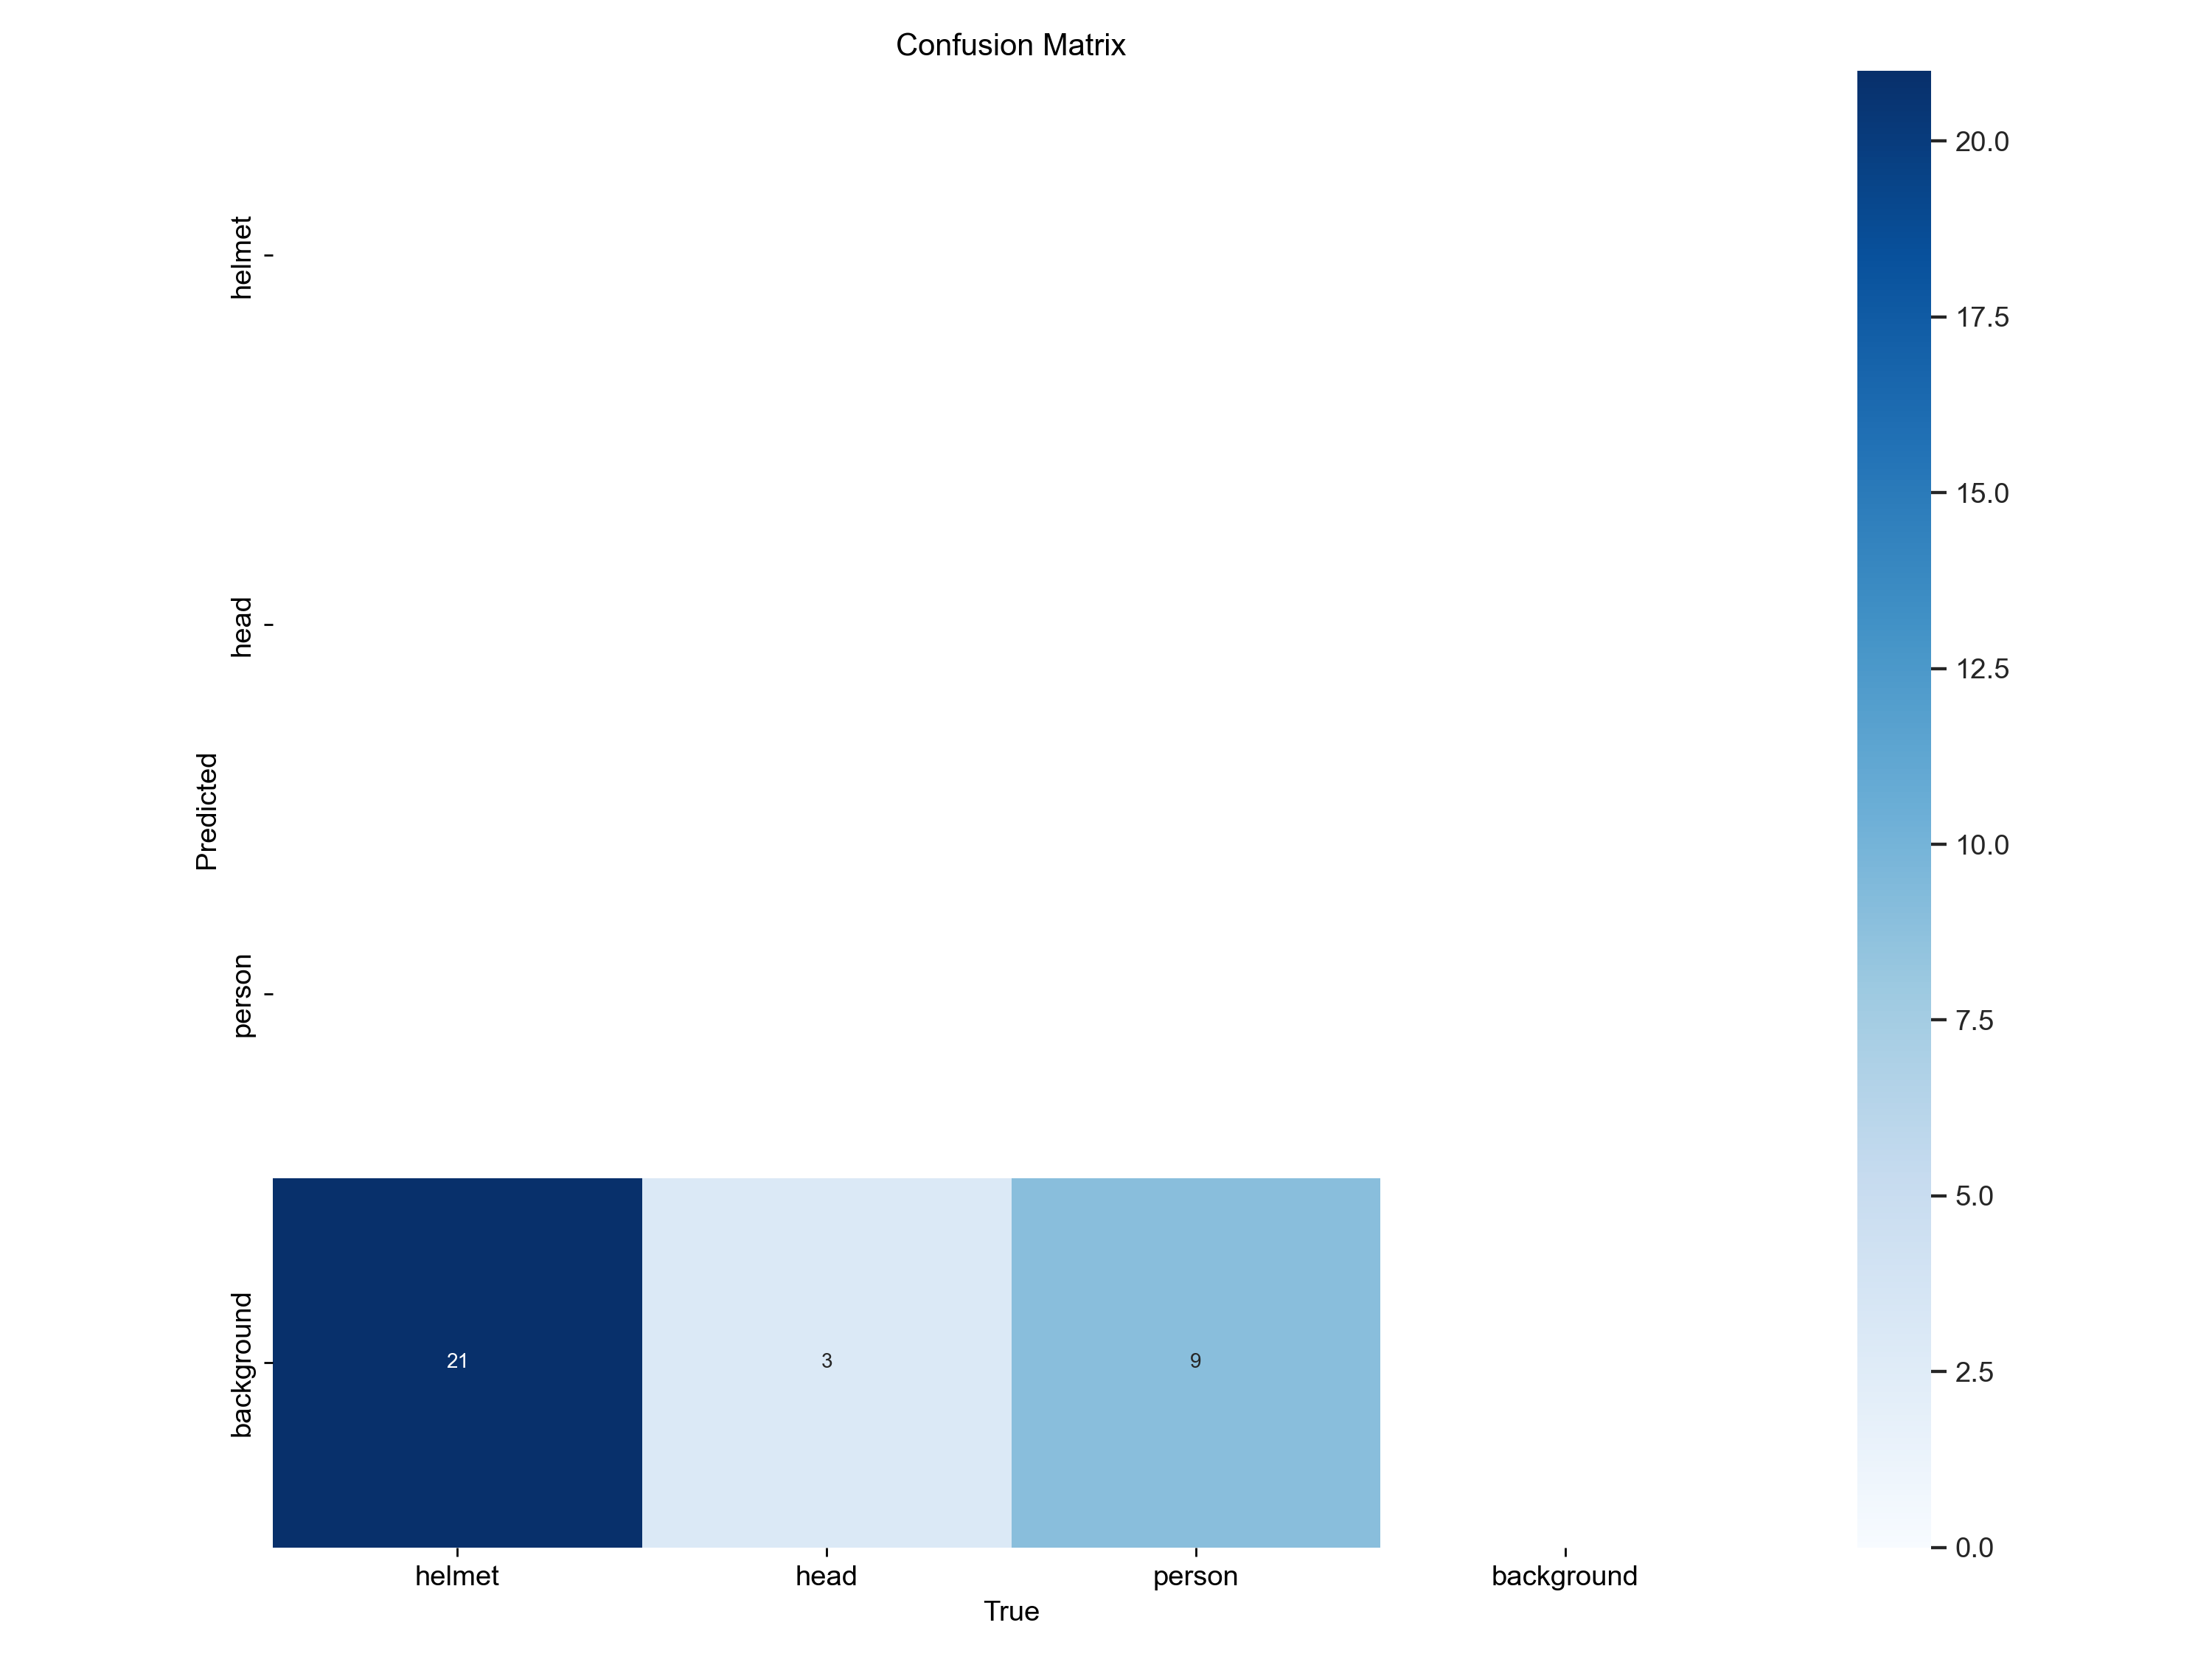 Confusion Matrix
helmet
head
person
background
Predicted
21
3
9
helmet
head
person
background
True
20.0
17.5
15.0
12.5
10.0
7.5
5.0
2.5
0.0